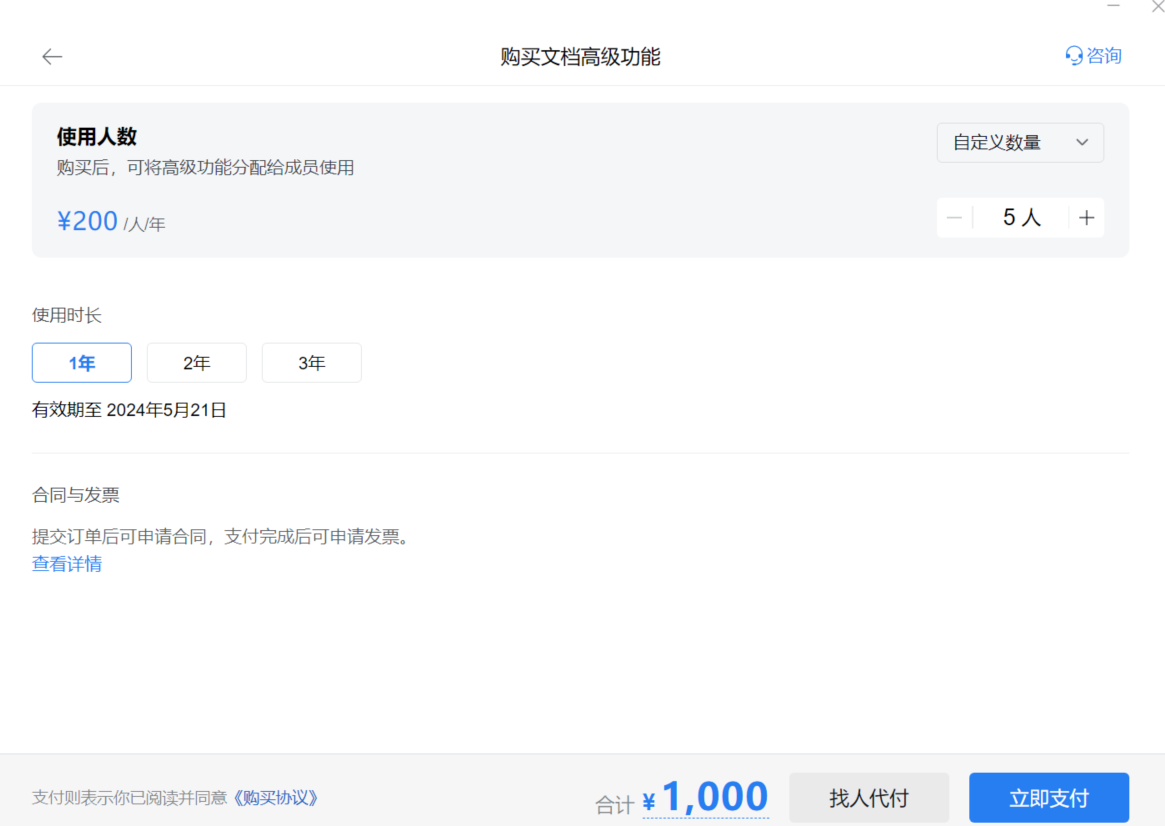 购买文档高级功能
咨询
使用人数
自定义数量
购买后，可将高级功能分配给成员使用
¥200 /人/年
5 人
使用时长
1年
2年
3年
有效期至 2024年5月21日
合同与发票
提交订单后可申请合同，支付完成后可申请发票。
查看详情
支付则表示你已阅读并同意《购买协议》
合计 ¥ 1,000
找人代付
立即支付